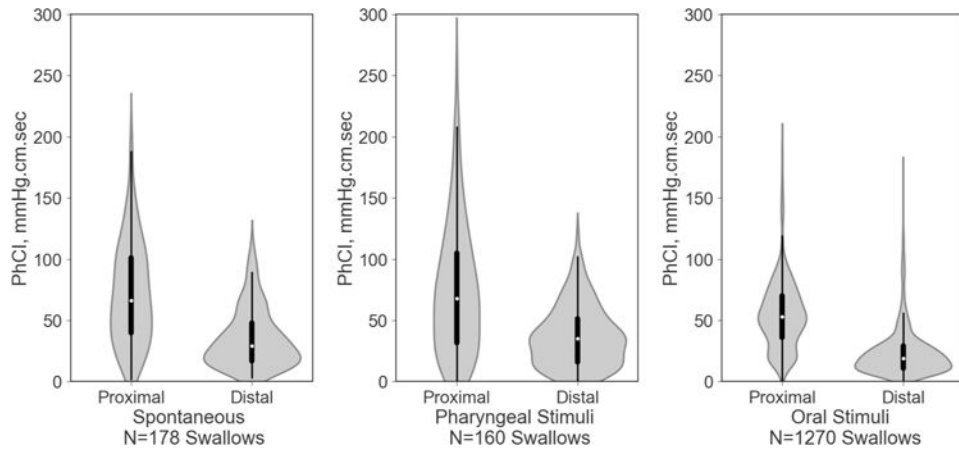 PhCI, mmHg.cm.sec
300
250
200
150
100
50
0
Proximal Distal
Spontaneous
N=178 Swallows
PhCI, mmHg.cm.sec
300
250
200
150
100
50
0
Proximal Distal
Pharyngeal Stimuli
N=160 Swallows
PhCI, mmHg.cm.sec
300
250
200
150
100
50
0
Proximal Distal
Oral Stimuli
N=1270 Swallows